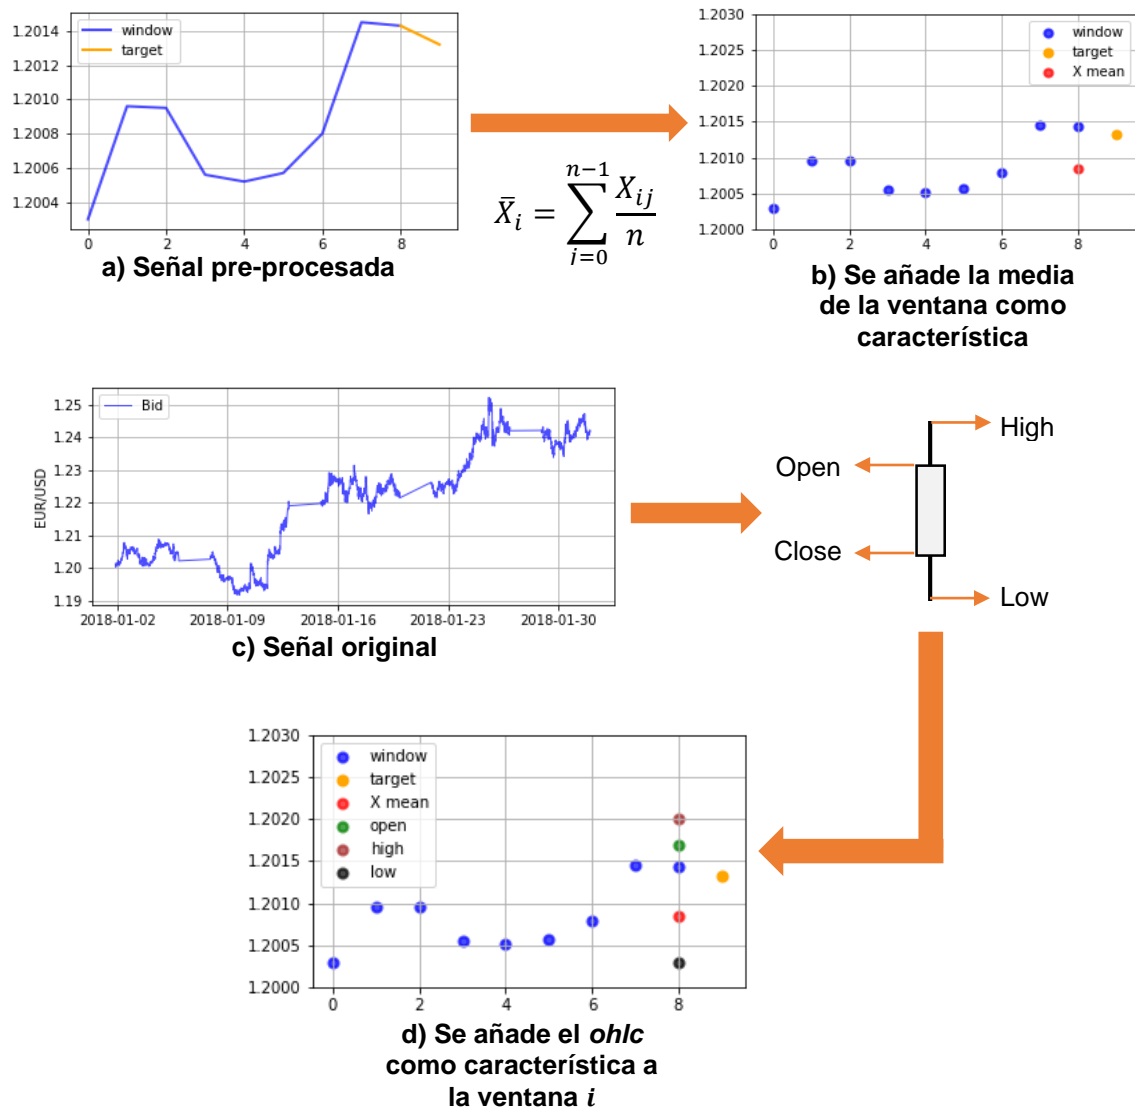 1.2014
1.2013
1.2010
1.2008
1.2006
1.2004
window
target
0 2 4 6 8
a) Señal pre-procesada
X̄ᵢ = ∑ⱼ₌₀ⁿ⁻¹ Xᵢⱼ/n
1.2030
1.2025
1.2020
1.2015
1.2010
1.2005
1.2000
window
target
X mean
0 2 4 6 8
b) Se añade la media
de la ventana como
característica
EUR/USD
1.25
1.24
1.23
1.22
1.21
1.20
1.19
Bid
2018-01-02 2018-01-09 2018-01-16 2018-01-23 2018-01-30
c) Señal original
High
Open
Close
Low
1.2030
1.2025
1.2020
1.2015
1.2010
1.2005
1.2000
window
target
X mean
open
high
low
0 2 4 6 8
d) Se añade el ohlc
como característica a
la ventana i